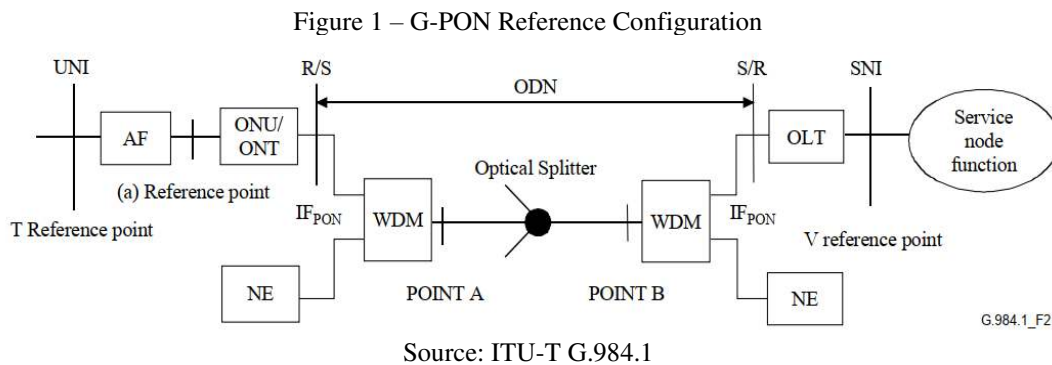 Figure 1 – G-PON Reference Configuration
UNI
R/S
ODN
S/R
SNI
AF
ONU/
ONT
OLT
Service
node
function
(a) Reference point
T Reference point
Optical Splitter
IFPON
WDM
WDM
IFPON
V reference point
NE
POINT A
POINT B
NE
G.984.1_F2
Source: ITU-T G.984.1